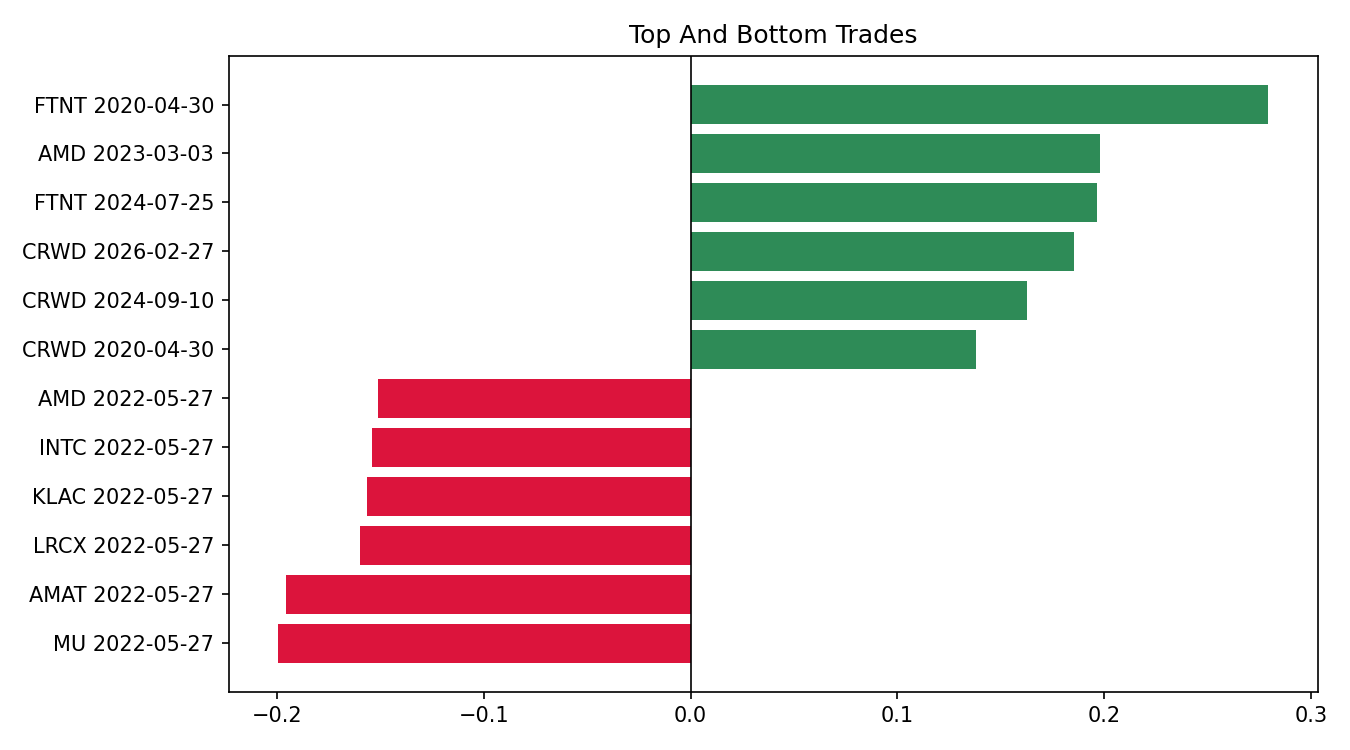 Top And Bottom Trades
FTNT 2020-04-30
AMD 2023-03-03
FTNT 2024-07-25
CRWD 2026-02-27
CRWD 2024-09-10
CRWD 2020-04-30
AMD 2022-05-27
INTC 2022-05-27
KLAC 2022-05-27
LRCX 2022-05-27
AMAT 2022-05-27
MU 2022-05-27
−0.2 −0.1 0.0 0.1 0.2 0.3